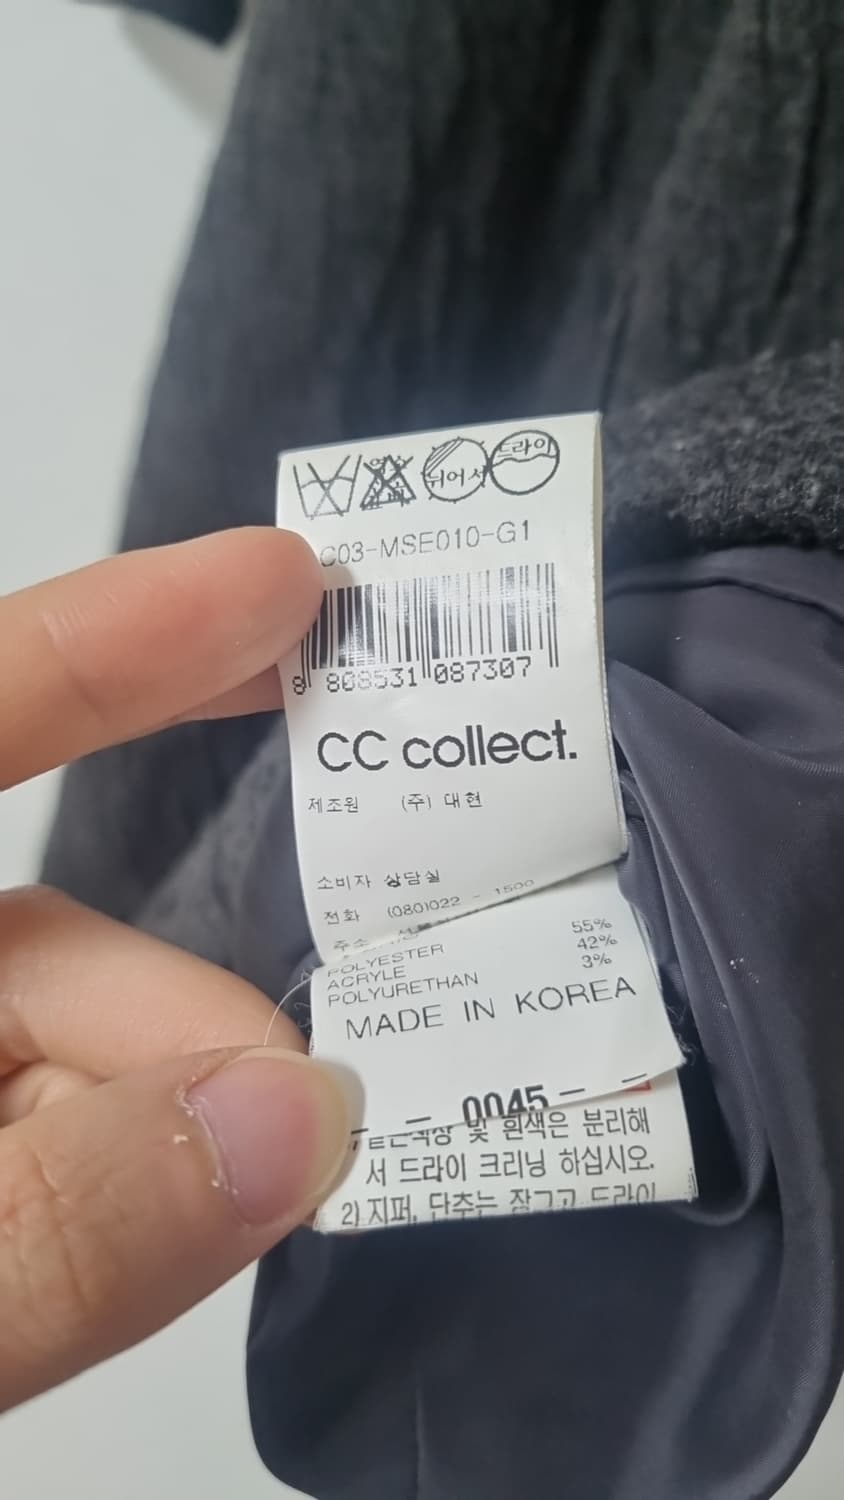 드라이
뉘어서
C03-MSE010-G1
8 808531 087307
CC collect.
제조원 (주) 대현
소비자 상담실
전화 (080)022 - 1500
주소
55%
POLYESTER 42%
ACRYLE 3%
POLYURETHAN
MADE IN KOREA
0045
및 흰색은 분리해
서 드라이 크리닝 하십시오.
2) 지퍼, 단추는 잠그고 드라이